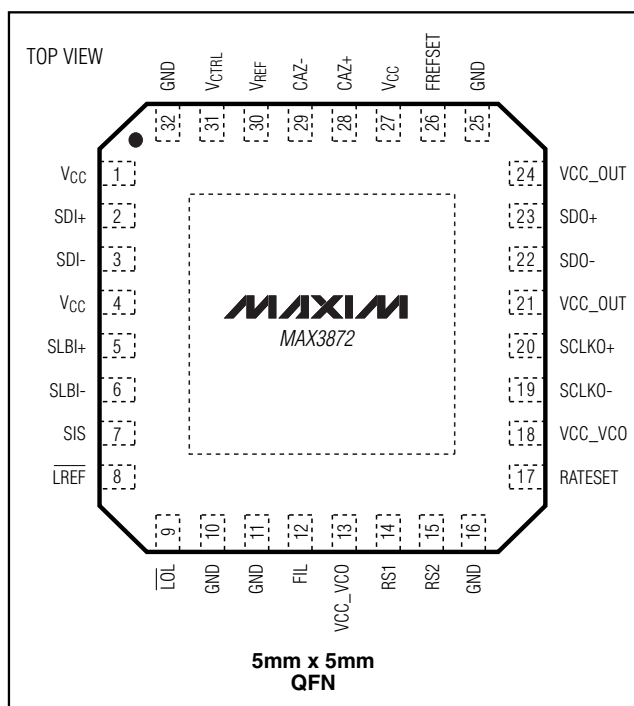 TOP VIEW
GND
VCTRL
VREF
CAZ-
CAZ+
VCC
FREFSET
GND
32
31
30
29
28
27
26
25
VCC 1
SDI+ 2
SDI- 3
VCC 4
SLBI+ 5
SLBI- 6
SIS 7
LREF 8
MAXIM
MAX3872
24 VCC_OUT
23 SDO+
22 SDO-
21 VCC_OUT
20 SCLKO+
19 SCLKO-
18 VCC_VCO
17 RATESET
9
10
11
12
13
14
15
16
LOL
GND
GND
FIL
VCC_VCO
RS1
RS2
GND
5mm x 5mm
QFN